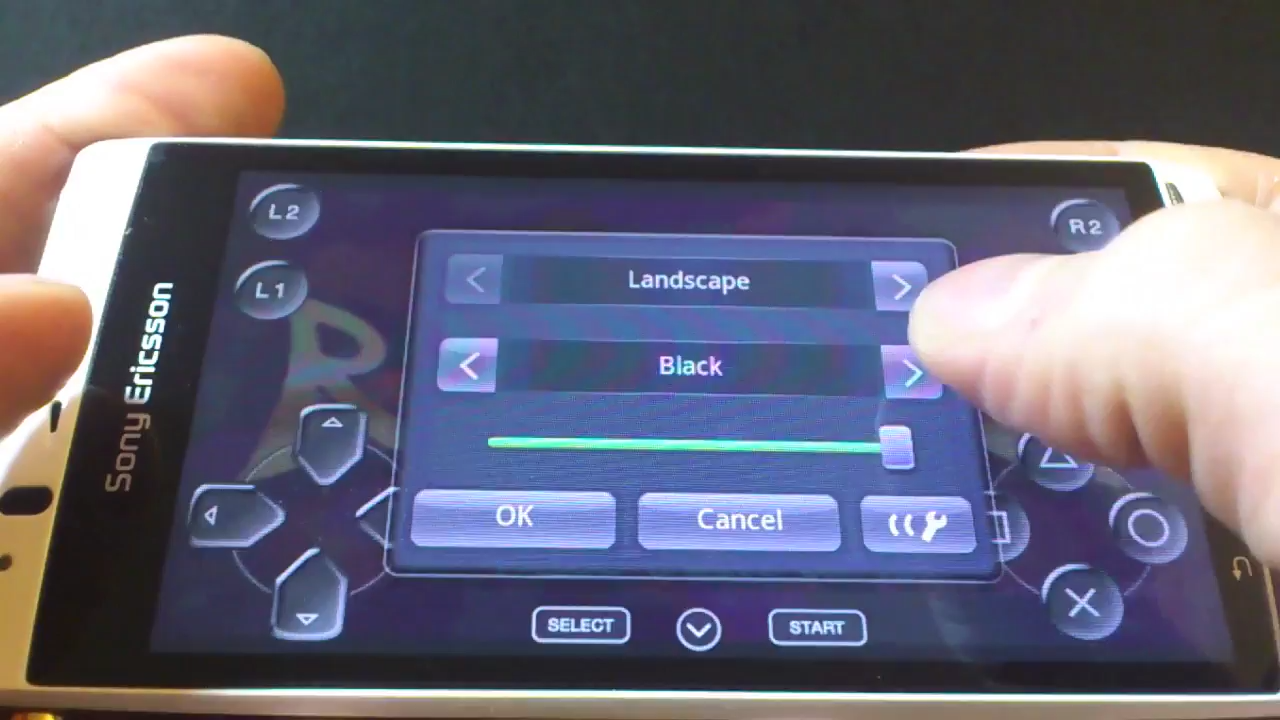 L2
R2
L1
Landscape
Black
Sony Ericsson
OK
Cancel
SELECT
START